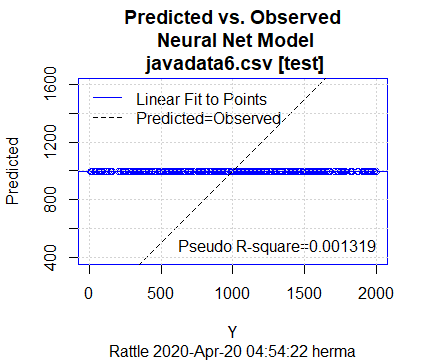 Predicted vs. Observed
Neural Net Model
javadata6.csv [test]
Linear Fit to Points
Predicted=Observed
Pseudo R-square=0.001319
Predicted
400
800
1200
1600
0
500
1000
1500
2000
Y
Rattle 2020-Apr-20 04:54:22 herma